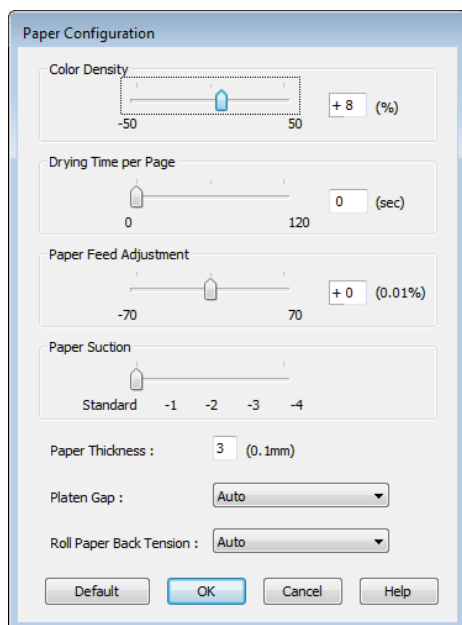 Paper Configuration
Color Density
-50 50 + 8 (%)
Drying Time per Page
0 120 0 (sec)
Paper Feed Adjustment
-70 70 + 0 (0.01%)
Paper Suction
Standard -1 -2 -3 -4
Paper Thickness : 3 (0.1mm)
Platen Gap : Auto
Roll Paper Back Tension : Auto
Default OK Cancel Help